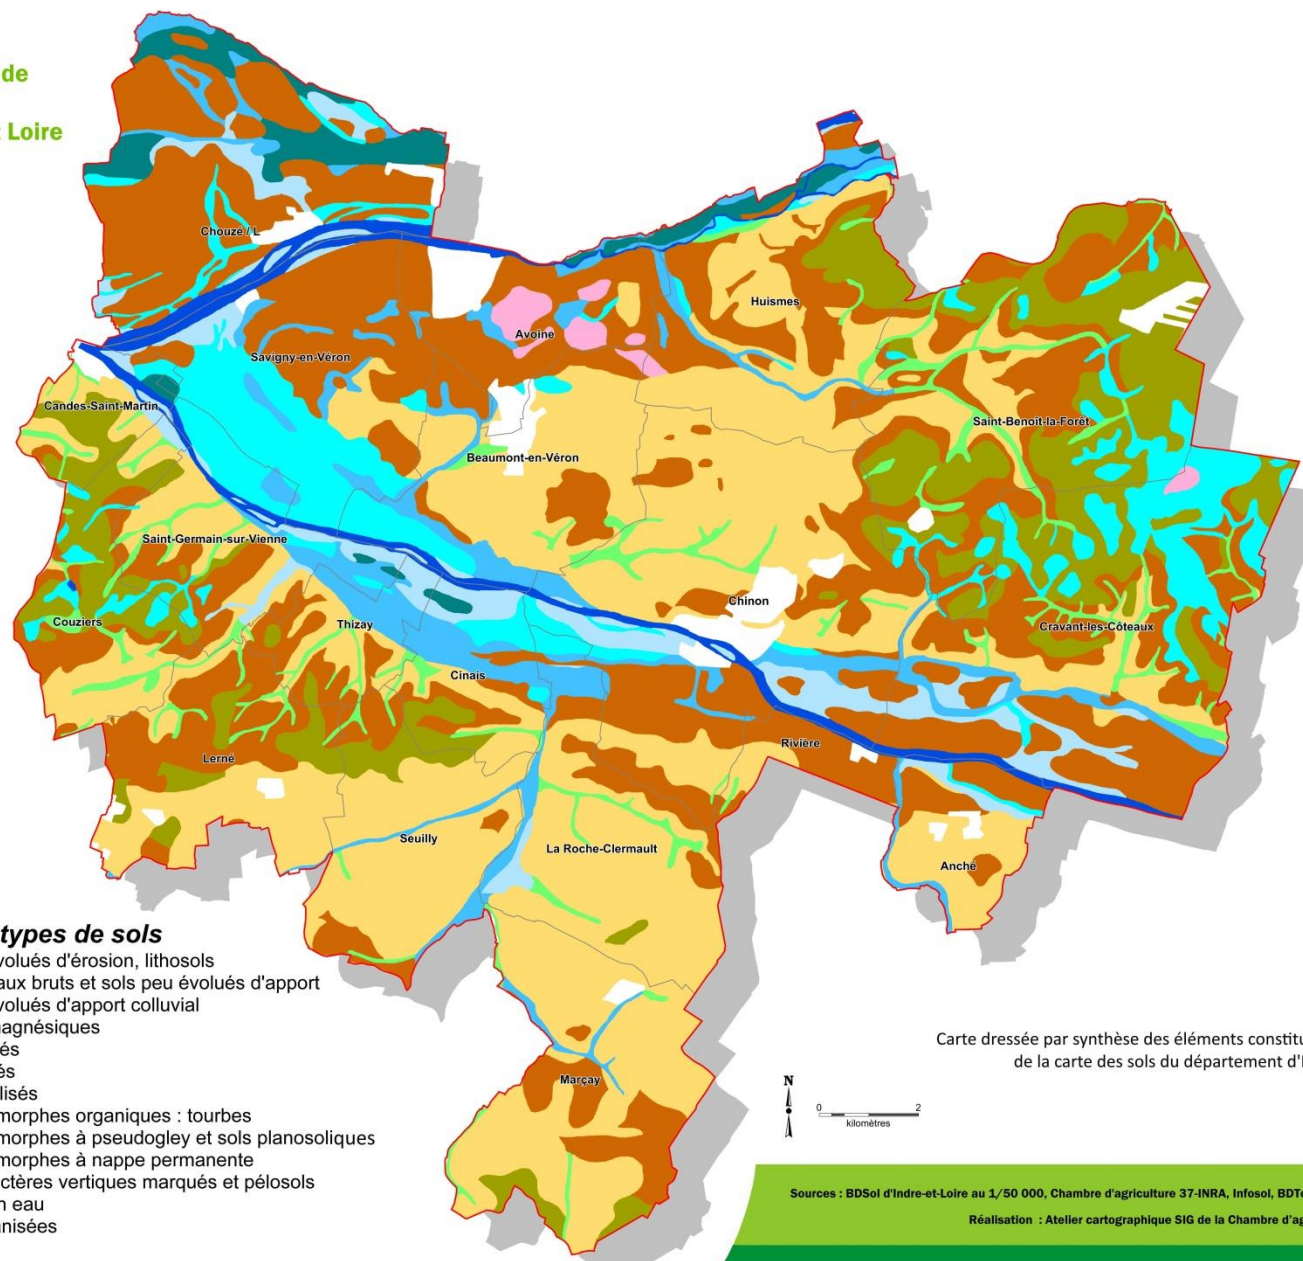 de
t Loire
Chouzé / L
Huismes
Avoine
Savigny-en-Véron
Candes-Saint-Martin
Saint-Benoit-la-Forêt
Beaumont-en-Véron
Saint-Germain-sur-Vienne
Chinon
Couziers
Thizay
Cravant-les-Côteaux
Cinais
Rivière
Lerné
Seuilly
La Roche-Clermault
Anché
Marçay
types de sols
volués d'érosion, lithosols
aux bruts et sols peu évolués d'apport
volués d'apport colluvial
nagnésiques
és
és
lisés
morphes organiques : tourbes
morphes à pseudogley et sols planosoliques
morphes à nappe permanente
ctères vertiques marqués et pélosols
n eau
nisées
Carte dressée par synthèse des éléments constitu
de la carte des sols du département d'I
N
0 2
kilomètres
Sources : BDSol d'Indre-et-Loire au 1/50 000, Chambre d'agriculture 37-INRA, Infosol, BDTo
Réalisation : Atelier cartographique SIG de la Chambre d'ag